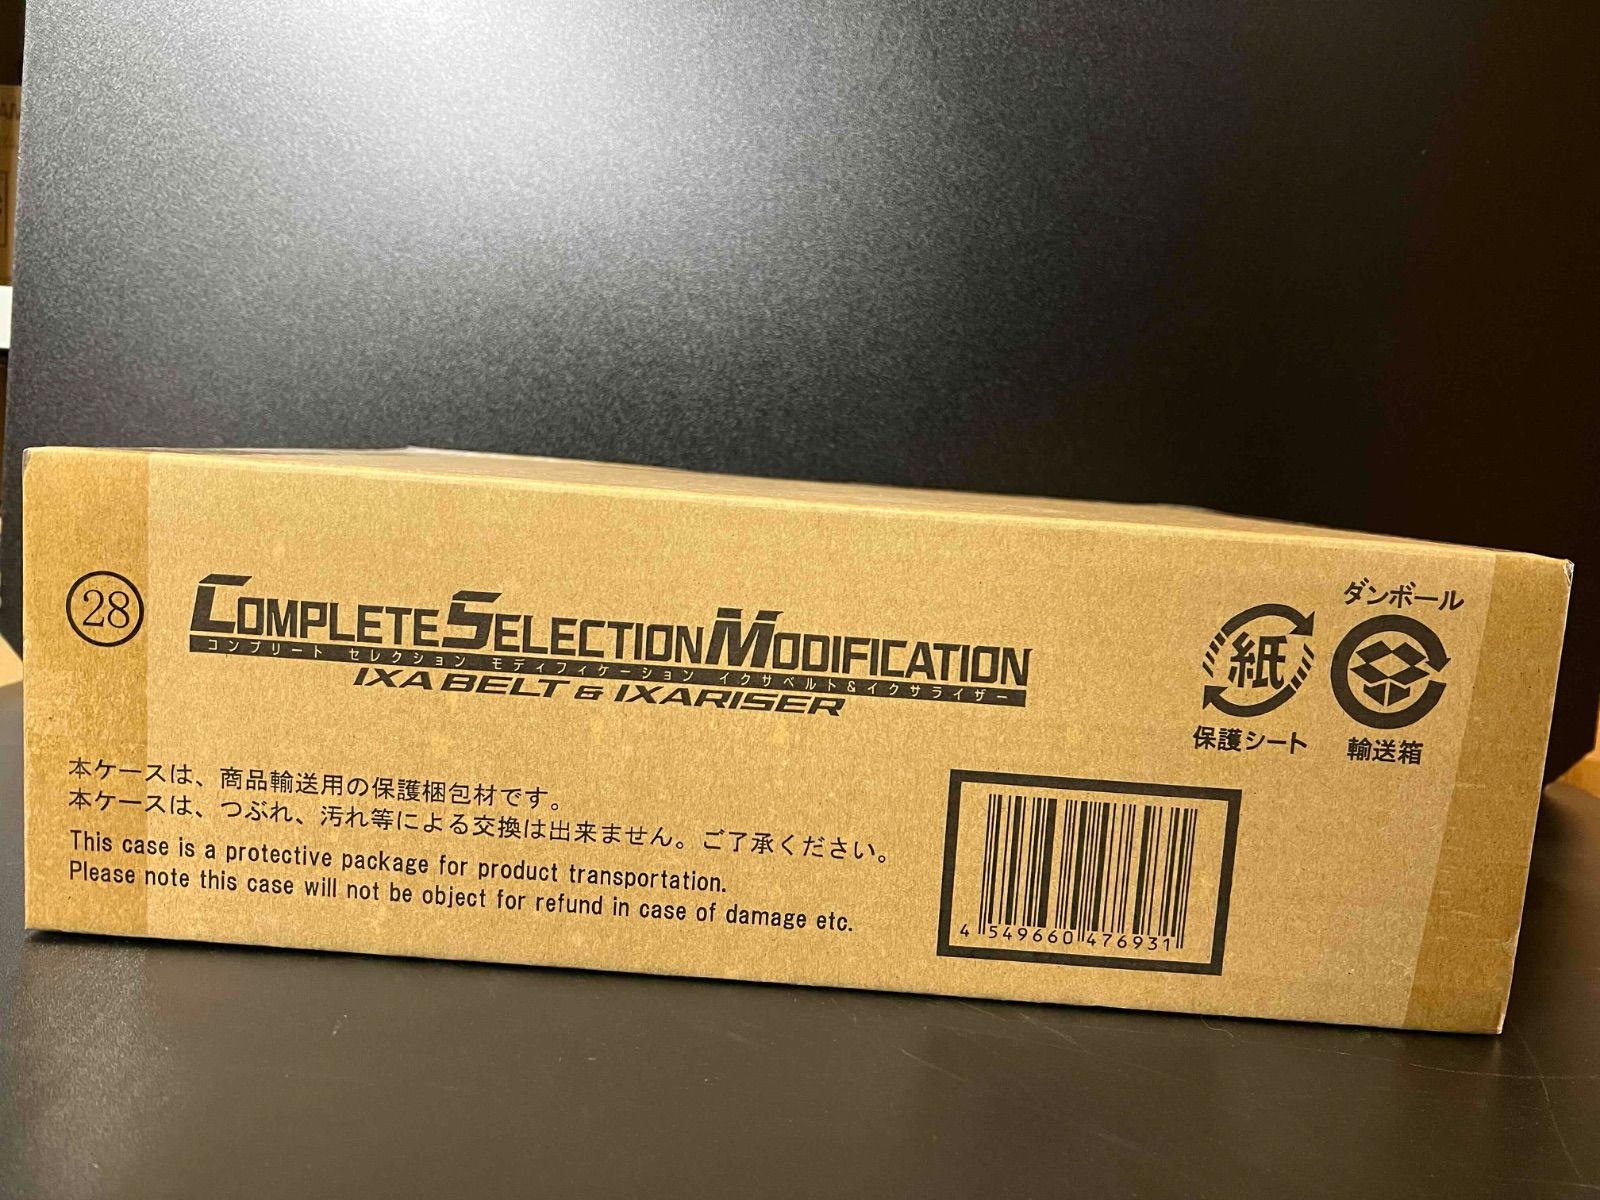 28
COMPLETE SELECTION MODIFICATION
コンプリート セレクション モディフィケーション イクサベルト&イクサライザー
IXA BELT & IXARISER
本ケースは、商品輸送用の保護梱包材です。
本ケースは、つぶれ、汚れ等による交換は出来ません。ご了承ください。
This case is a protective package for product transportation.
Please note this case will not be object for refund in case of damage etc.
紙
保護シート
ダンボール
輸送箱
4 549660 476931